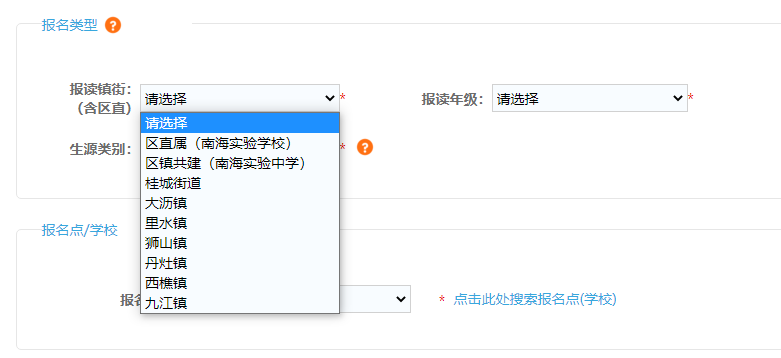 报名类型 ?
报读镇街：
（含区直）
请选择
*
报读年级：
请选择
*
请选择
区直属（南海实验学校）
区镇共建（南海实验中学）
桂城街道
大沥镇
里水镇
狮山镇
丹灶镇
西樵镇
九江镇
生源类别：
* ?
报名点/学校
报名
* 点击此处搜索报名点(学校)